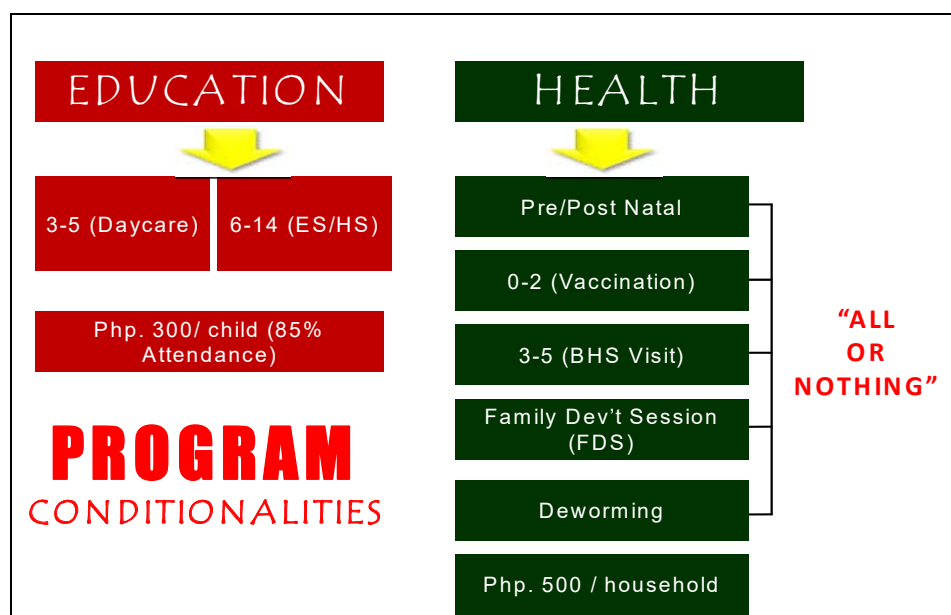 EDUCATION
3-5 (Daycare)
6-14 (ES/HS)
Php. 300/ child (85%
Attendance)
PROGRAM
CONDITIONALITIES
HEALTH
Pre/Post Natal
0-2 (Vaccination)
3-5 (BHS Visit)
Family Dev’t Session
(FDS)
Deworming
Php. 500 / household
“ALL
OR
NOTHING”